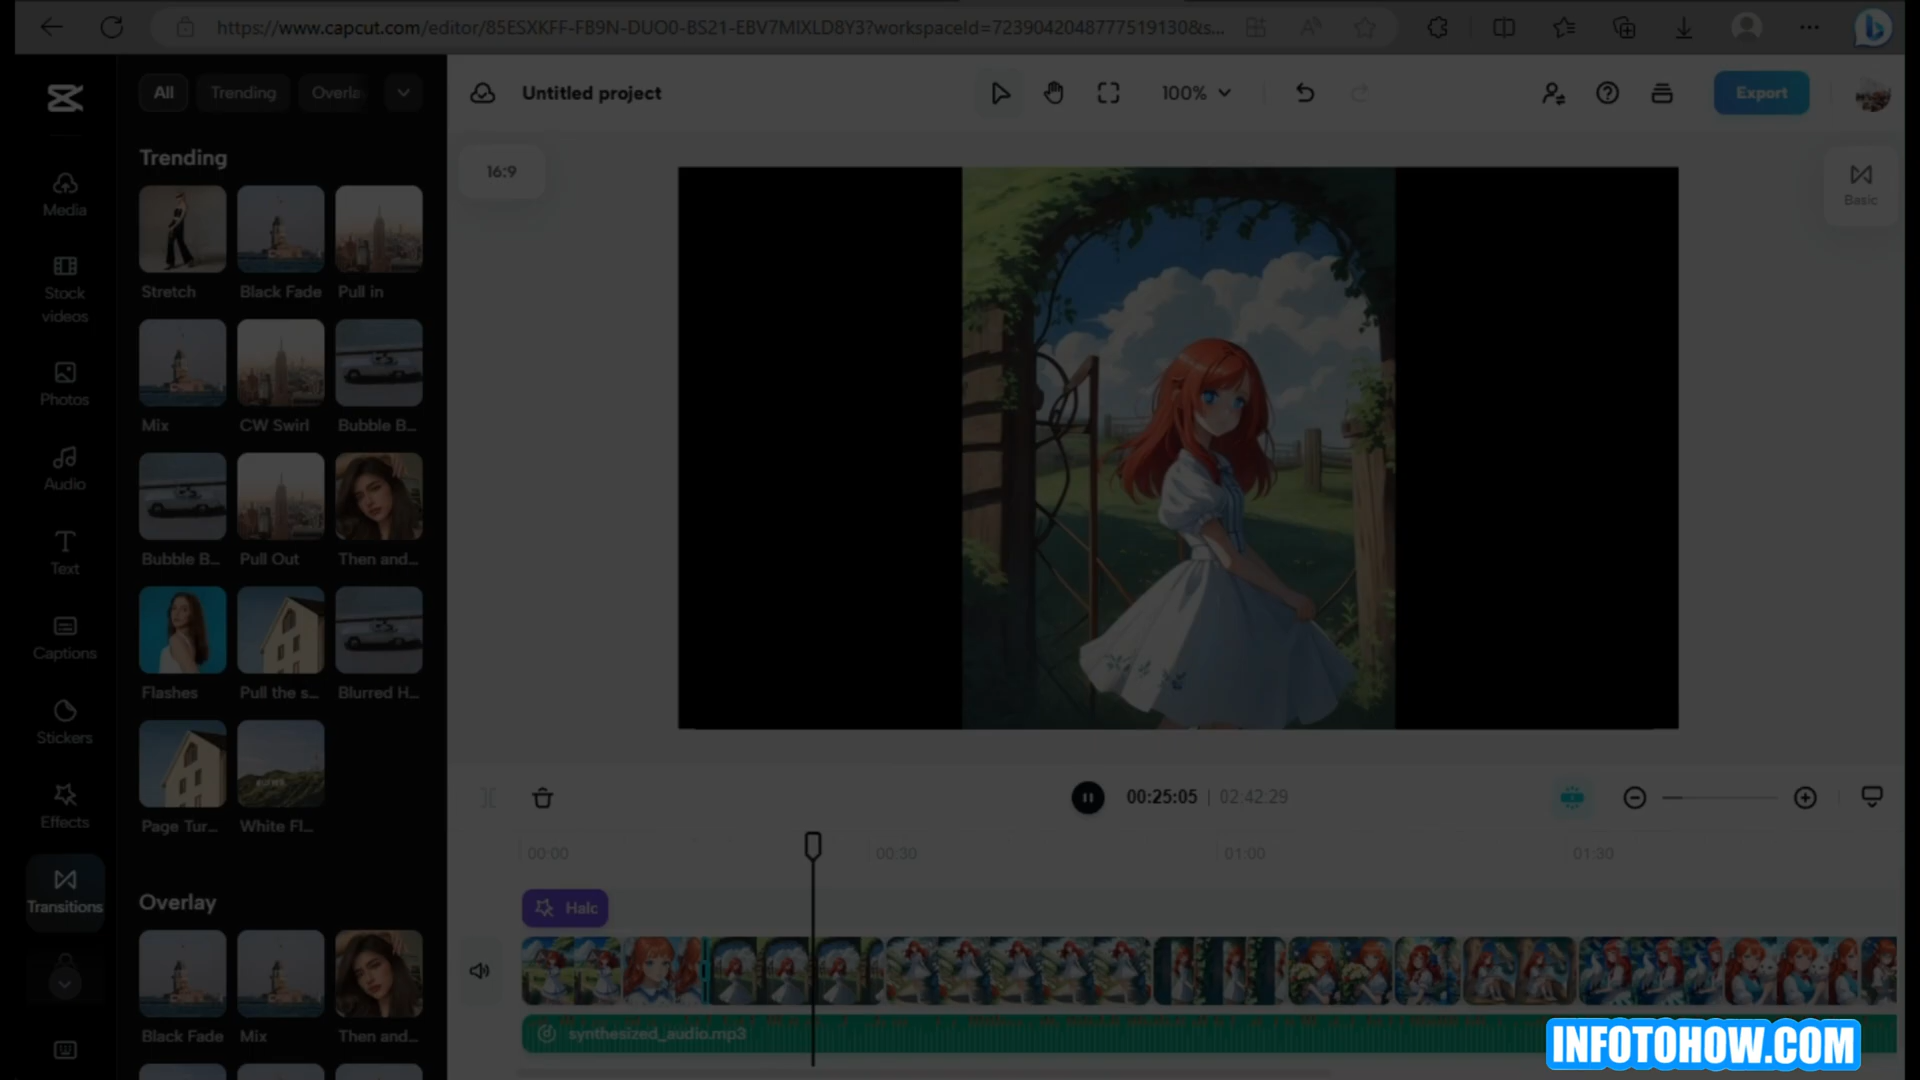 https://www.capcut.com/editor/85ESXKFF-FB9N-DUO0-BS21-EBV7MIXLD8Y3?workspaceId=7239042048777519130&s...
All
Trending
Overla
Untitled project
100%
Export
Trending
16:9
Basic
Media
Stretch
Black Fade
Pull in
Stock
videos
Photos
Mix
CW Swirl
Bubble B...
Audio
Text
Bubble B...
Pull Out
Then and...
Captions
Flashes
Pull the s...
Blurred H...
Stickers
Effects
Page Tur...
White Fl...
00:25:05 | 02:42:29
00:00
00:30
01:00
01:30
Transitions
Overlay
Halc
Black Fade
Mix
Then and...
synthesized_audio.mp3
INFOTOHOW.COM